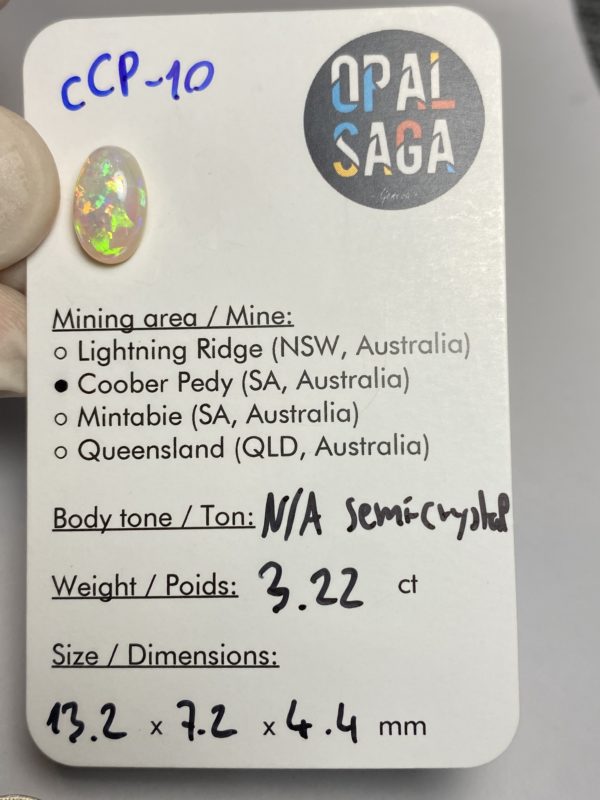 cCP-10
OPAL
SAGA
- Geneva -
Mining area / Mine:
○ Lightning Ridge (NSW, Australia)
● Coober Pedy (SA, Australia)
○ Mintabie (SA, Australia)
○ Queensland (QLD, Australia)
Body tone / Ton: N/A semi-crystal
Weight / Poids: 3.22 ct
Size / Dimensions:
13.2 x 7.2 x 4.4 mm